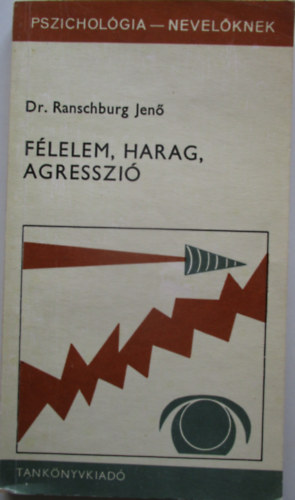 PSZICHOLÓGIA — NEVELŐKNEK
Dr. Ranschburg Jenő
FÉLELEM, HARAG,
AGRESSZIÓ
TANKÖNYVKIADÓ